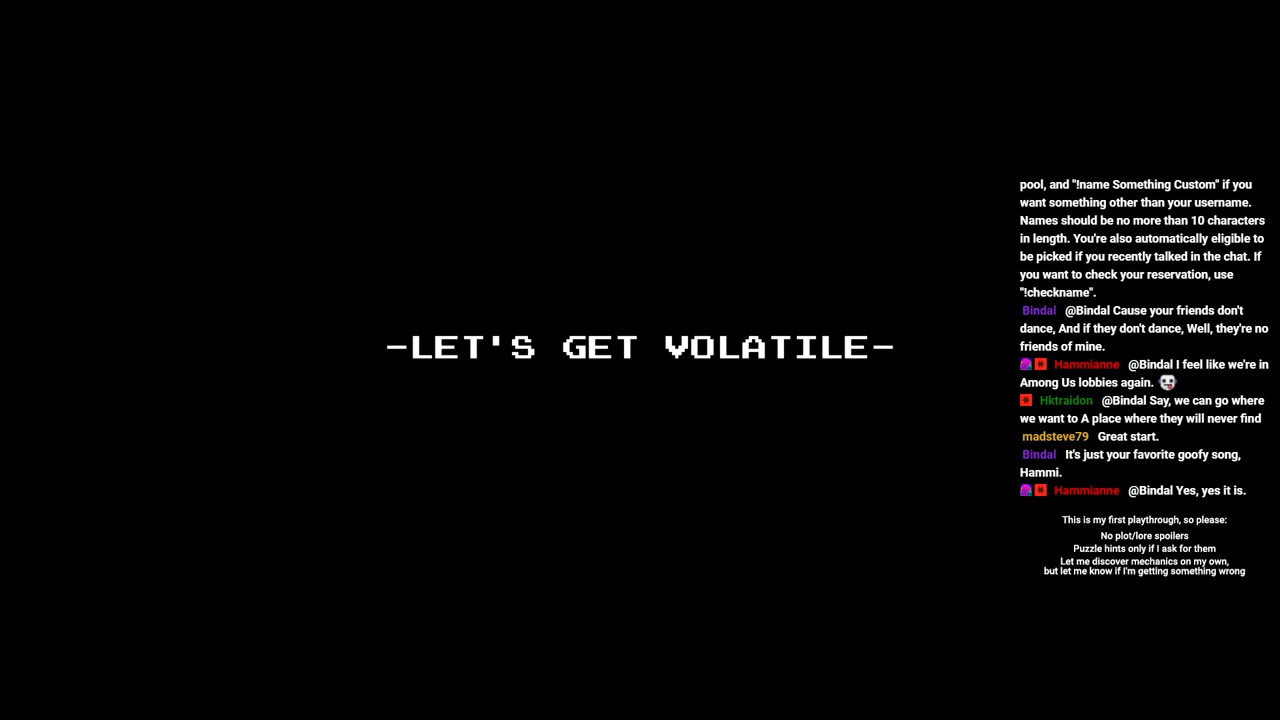 -LET'S GET VOLATILE-
pool, and "!name Something Custom" if you
want something other than your username.
Names should be no more than 10 characters
in length. You're also automatically eligible to
be picked if you recently talked in the chat. If
you want to check your reservation, use
"!checkname".
Bindal @Bindal Cause your friends don't
dance, And if they don't dance, Well, they're no
friends of mine.
Hammianne @Bindal I feel like we're in
Among Us lobbies again.
Hktraidon @Bindal Say, we can go where
we want to A place where they will never find
madsteve79 Great start.
Bindal It's just your favorite goofy song,
Hammi.
Hammianne @Bindal Yes, yes it is.
This is my first playthrough, so please:
No plot/lore spoilers
Puzzle hints only if I ask for them
Let me discover mechanics on my own,
but let me know if I'm getting something wrong